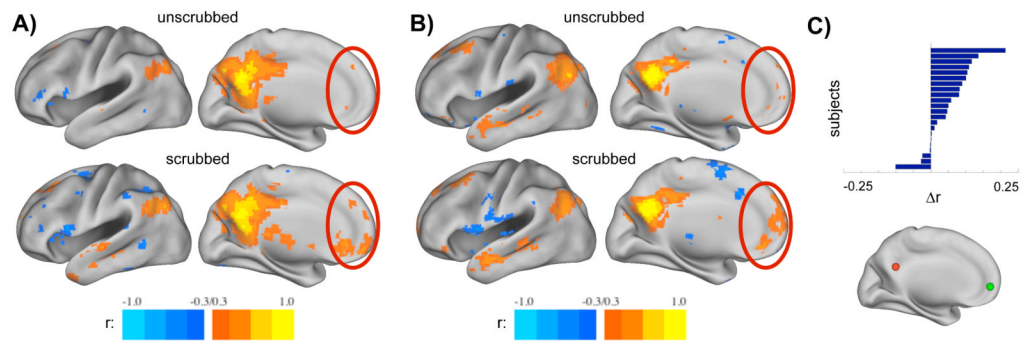 A)
unscrubbed
scrubbed
r:
-1.0
-0.3/0.3
1.0
B)
unscrubbed
scrubbed
r:
-1.0
-0.3/0.3
1.0
C)
subjects
-0.25
0.25
Δr